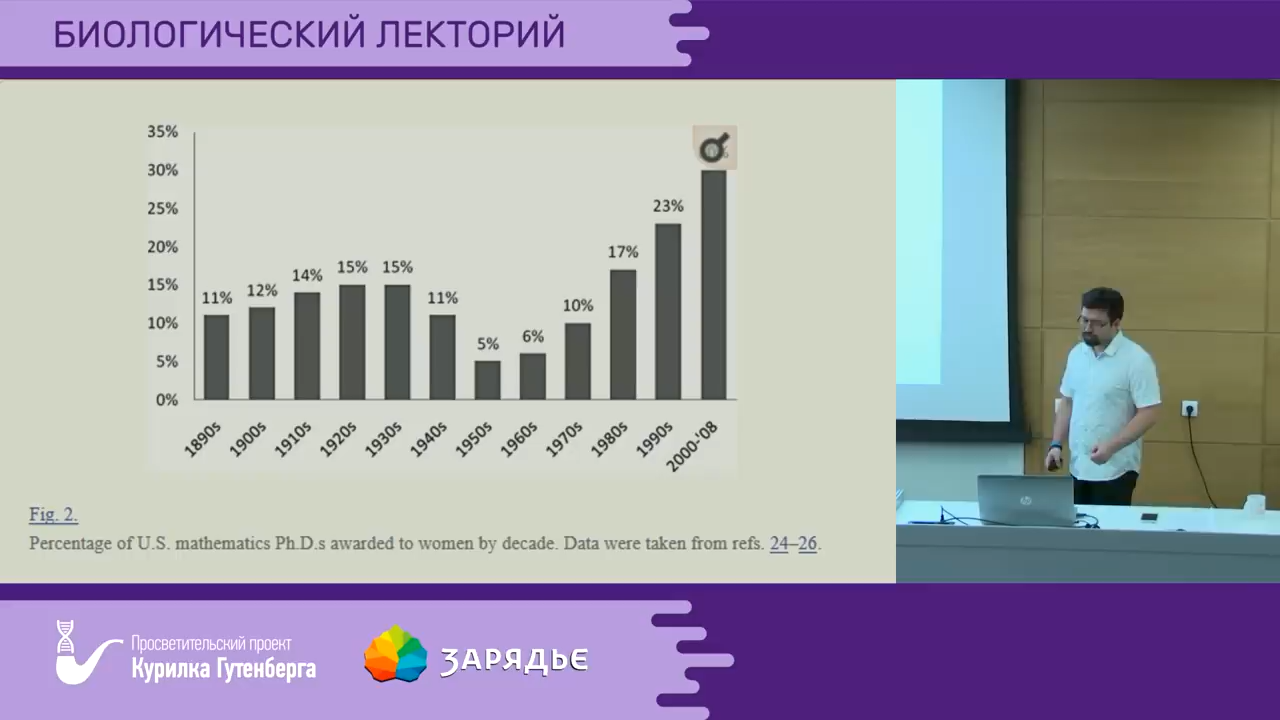 БИОЛОГИЧЕСКИЙ ЛЕКТОРИЙ
35%
30%
25%
20%
15%
10%
5%
0%
11%
12%
14%
15%
15%
11%
5%
6%
10%
17%
23%
1890s
1900s
1910s
1920s
1930s
1940s
1950s
1960s
1970s
1980s
1990s
2000-'08
Fig. 2.
Percentage of U.S. mathematics Ph.D.s awarded to women by decade. Data were taken from refs. 24–26.
hp
Просветительский проект
Курилка Гутенберга
ЗАРЯДЬЕ